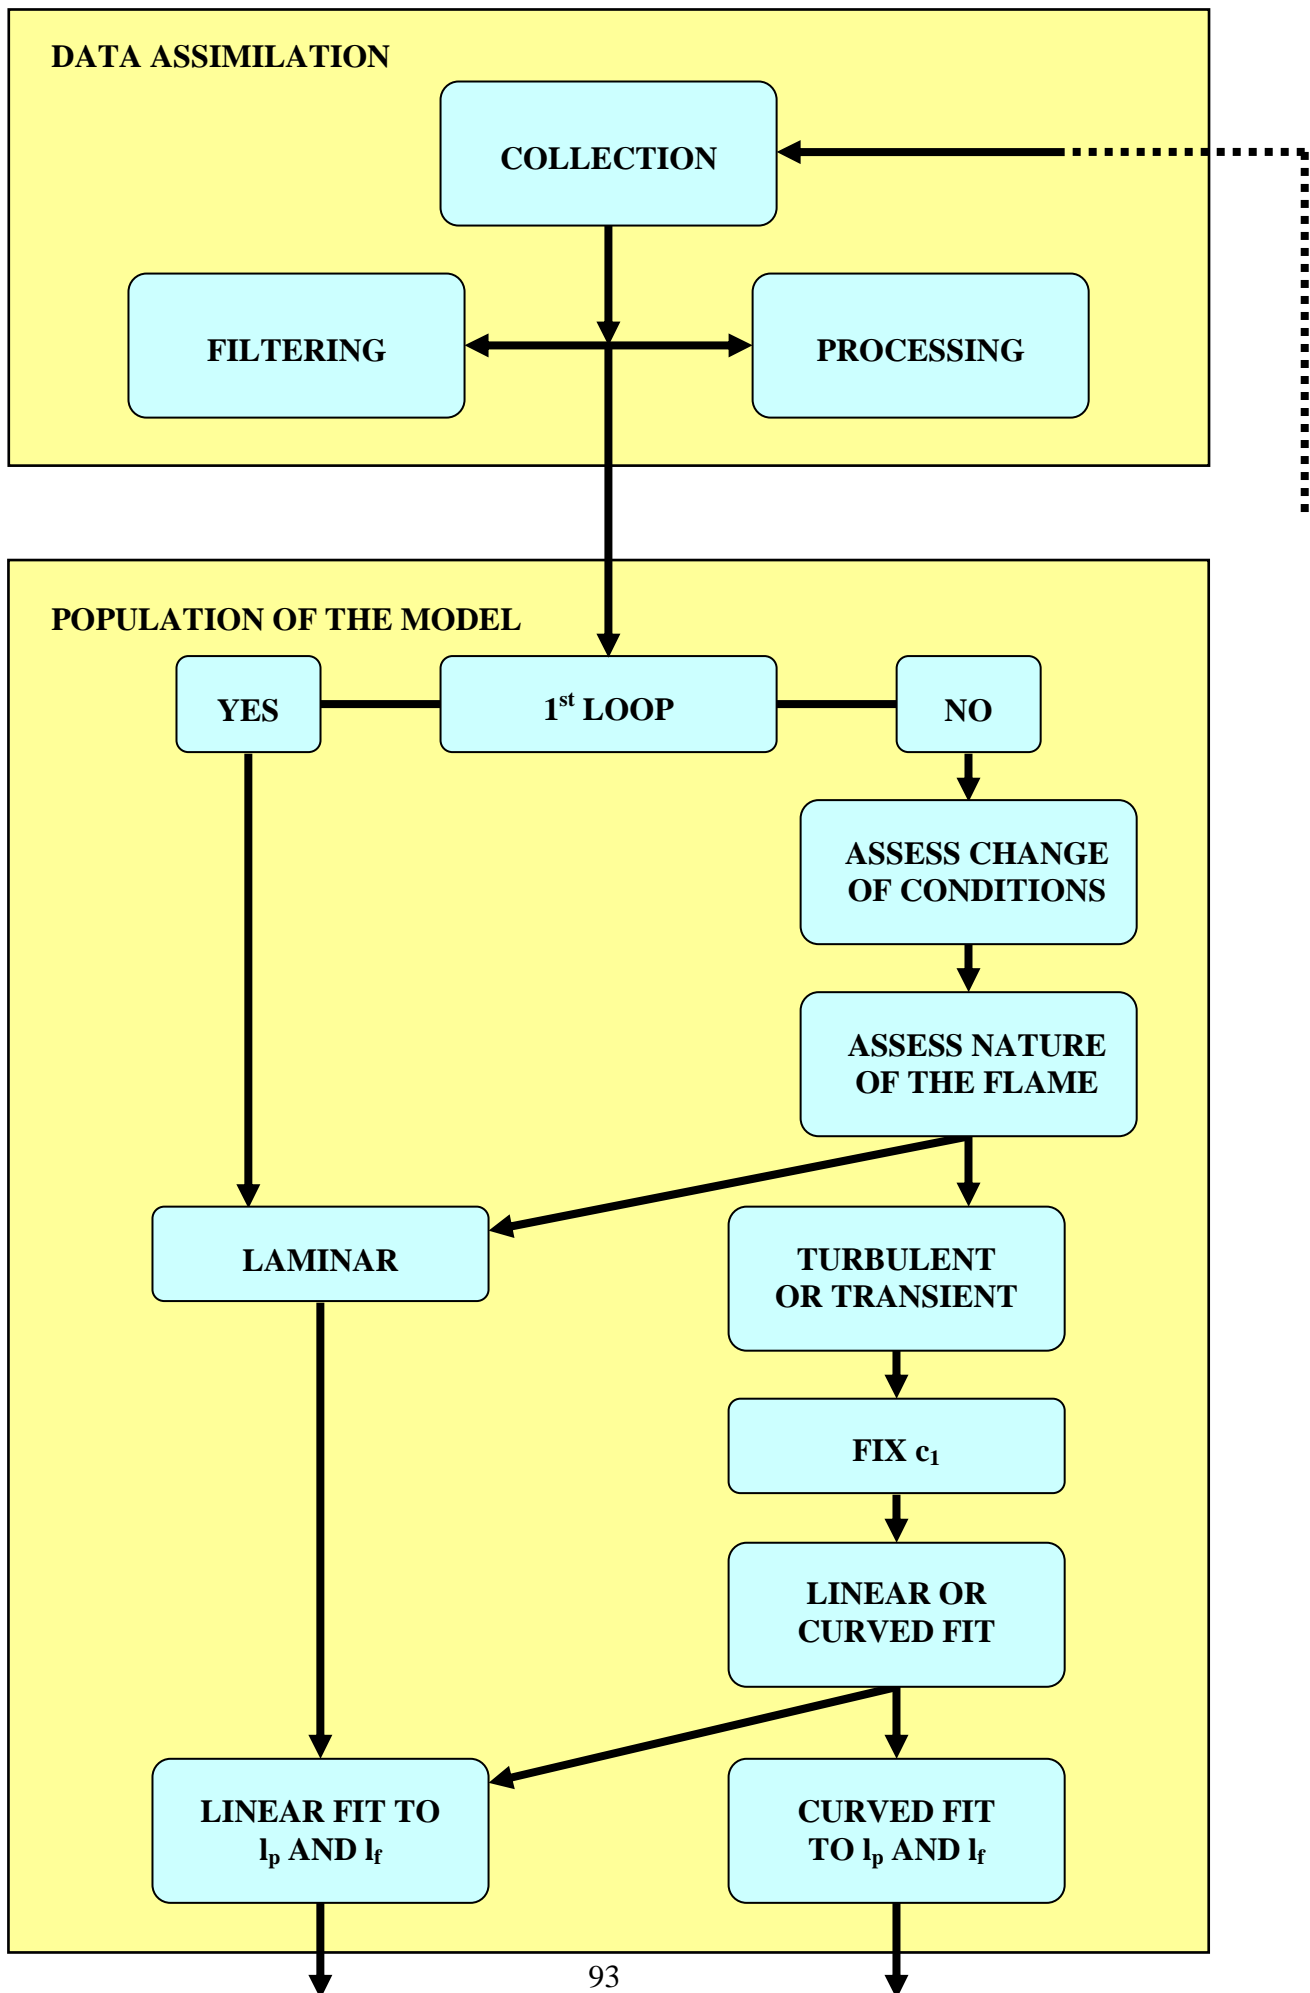 DATA ASSIMILATION
COLLECTION
FILTERING
PROCESSING
POPULATION OF THE MODEL
YES
1st LOOP
NO
ASSESS CHANGE
OF CONDITIONS
ASSESS NATURE
OF THE FLAME
LAMINAR
TURBULENT
OR TRANSIENT
FIX c1
LINEAR OR
CURVED FIT
LINEAR FIT TO
lp AND lf
CURVED FIT
TO lp AND lf
93